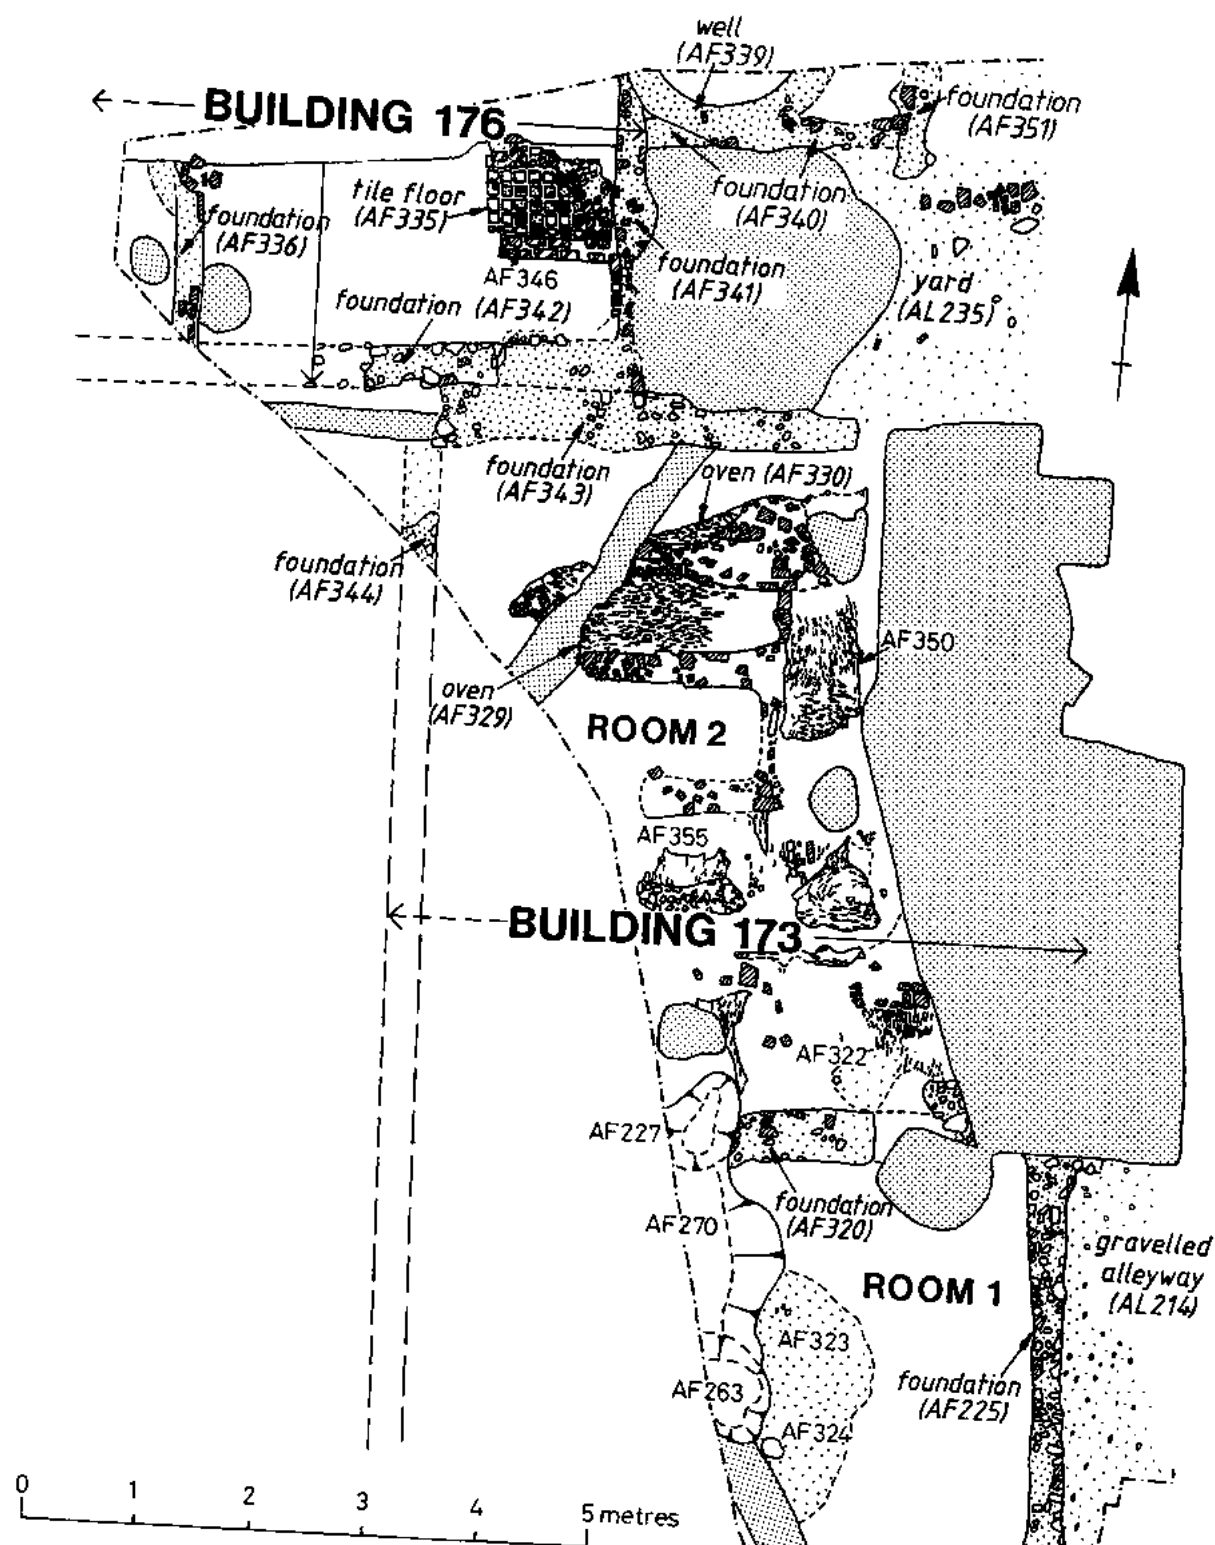 well
(AF339)
BUILDING 176
foundation
(AF351)
tile floor
(AF335)
foundation
(AF340)
foundation
(AF336)
foundation
(AF341)
AF346
yard
(AL235)
foundation (AF342)
foundation
(AF343)
oven (AF330)
foundation
(AF344)
AF350
oven
(AF329)
ROOM 2
AF355
BUILDING 173
AF322
AF227
foundation
(AF320)
AF270
gravelled
alleyway
(AL214)
ROOM 1
AF323
foundation
(AF225)
AF263
AF324
0 1 2 3 4 5 metres